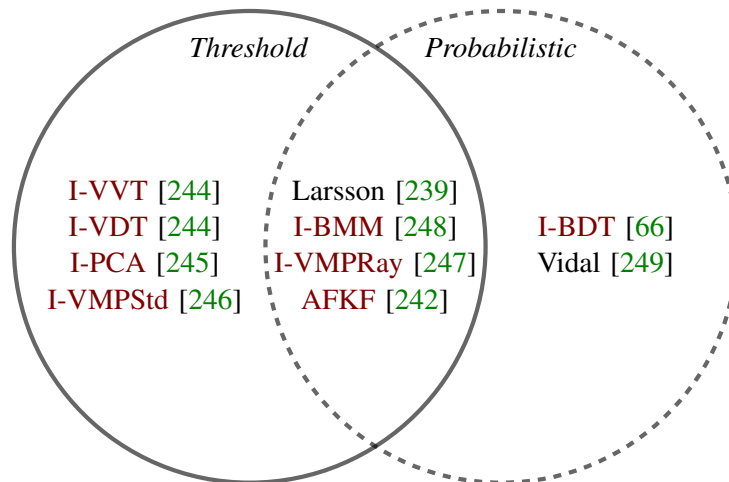 Threshold
Probabilistic
I-VVT [244]
I-VDT [244]
I-PCA [245]
I-VMPStd [246]
Larsson [239]
I-BMM [248]
I-VMPRay [247]
AFKF [242]
I-BDT [66]
Vidal [249]